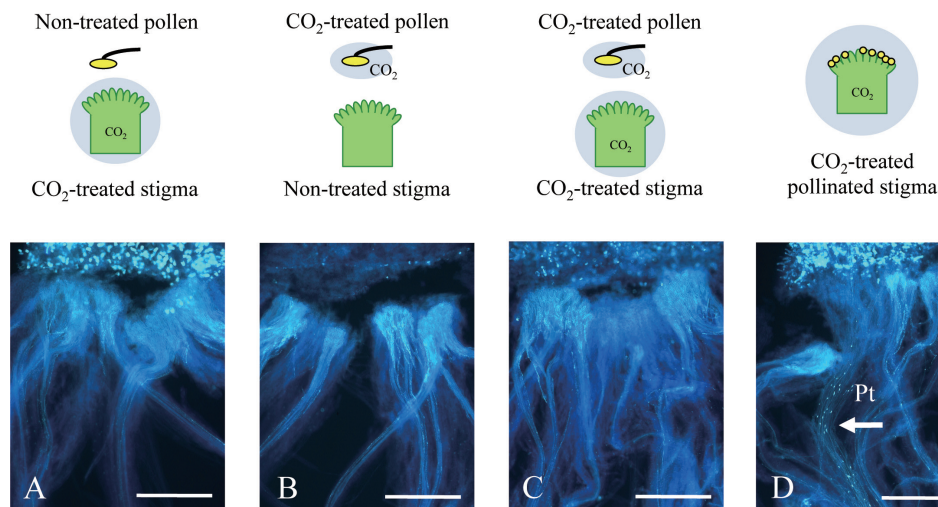 Non-treated pollen
CO₂-treated stigma
CO₂
CO₂-treated pollen
CO₂
Non-treated stigma
CO₂-treated pollen
CO₂
CO₂
CO₂-treated stigma
CO₂
CO₂-treated
pollinated stigma
A
B
C
Pt
D